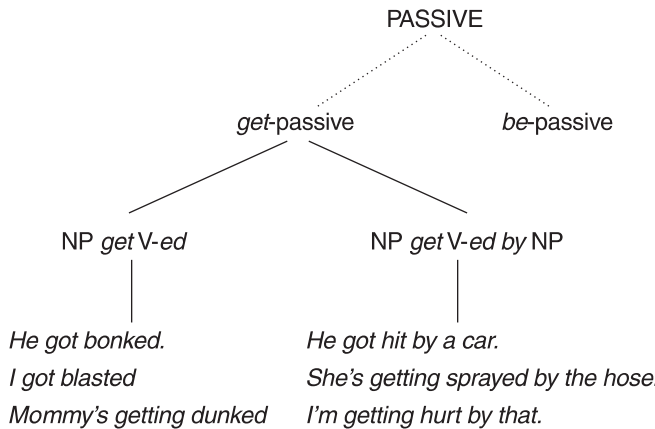 PASSIVE
get-passive
be-passive
NP get V-ed
NP get V-ed by NP
He got bonked.
I got blasted
Mommy’s getting dunked
He got hit by a car.
She’s getting sprayed by the hose.
I’m getting hurt by that.